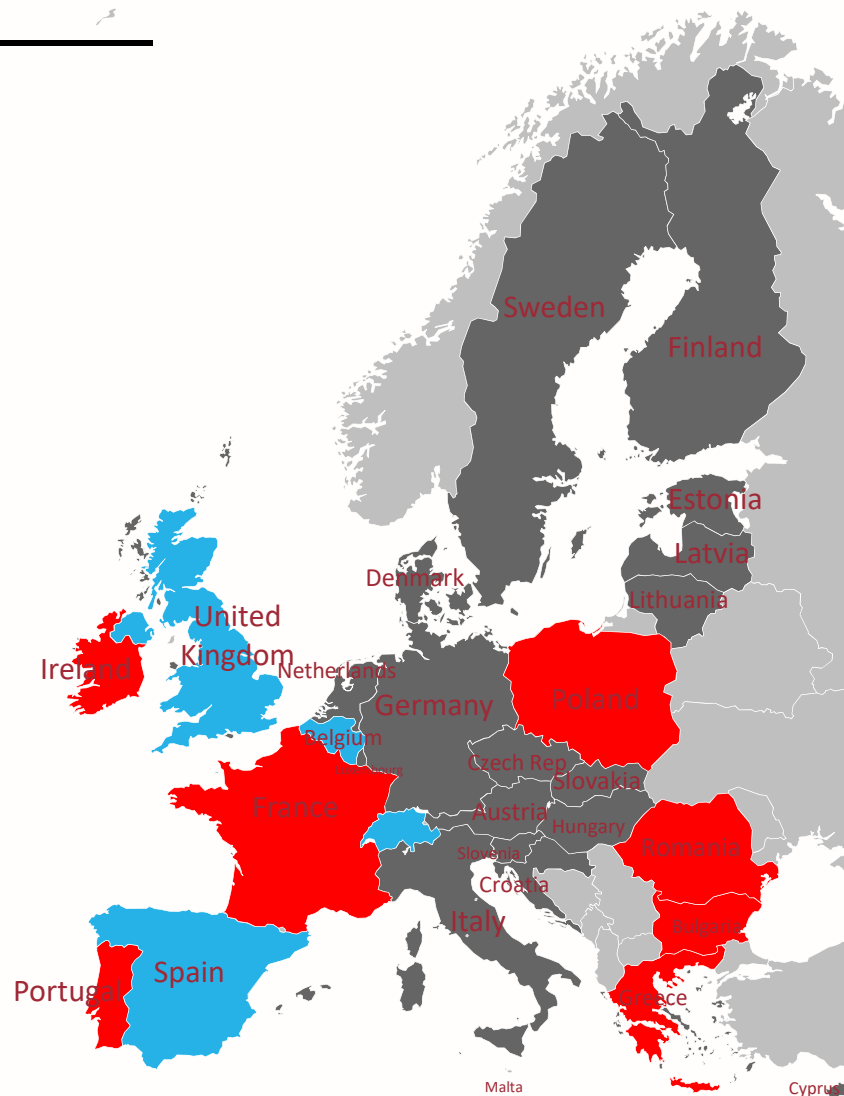 Sweden
Finland
Estonia
Latvia
Denmark
Lithuania
United
Kingdom
Ireland
Netherlands
Germany
Poland
Belgium
Czech Rep
Slovakia
France
Austria
Hungary
Romania
Slovenia
Croatia
Italy
Bulgaria
Spain
Portugal
Greece
Malta
Cyprus